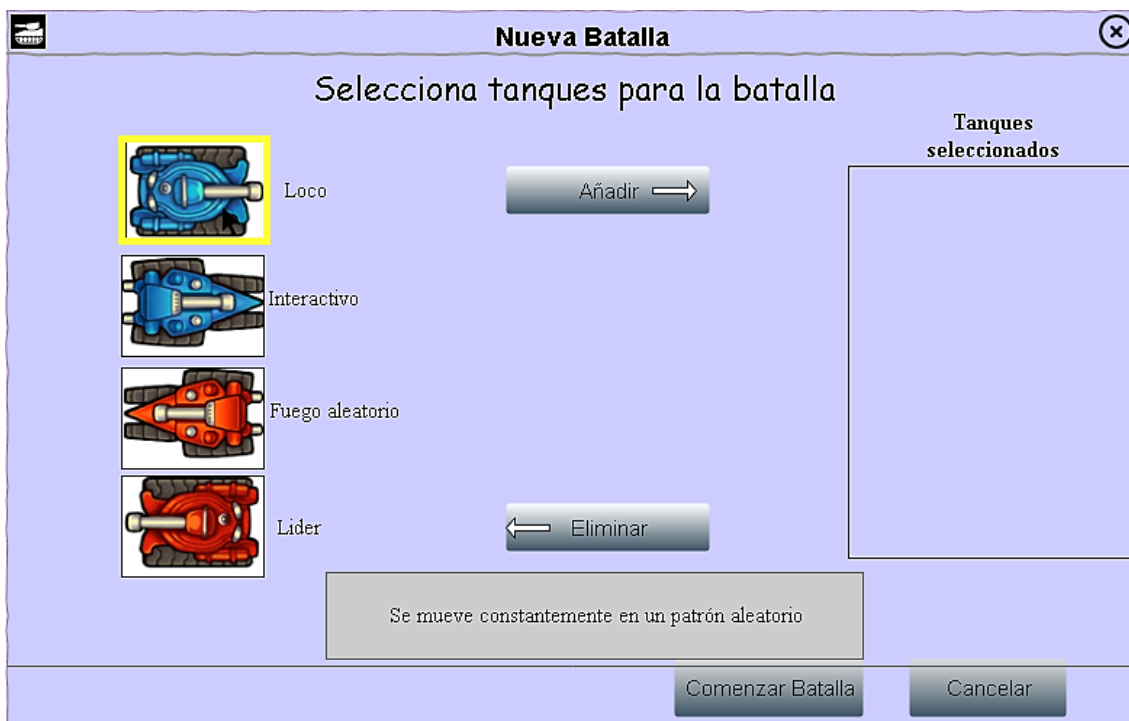 Nueva Batalla
Selecciona tanques para la batalla
Tanques
seleccionados
Loco
Añadir
Interactivo
Fuego aleatorio
Lider
Eliminar
Se mueve constantemente en un patrón aleatorio
Comenzar Batalla
Cancelar